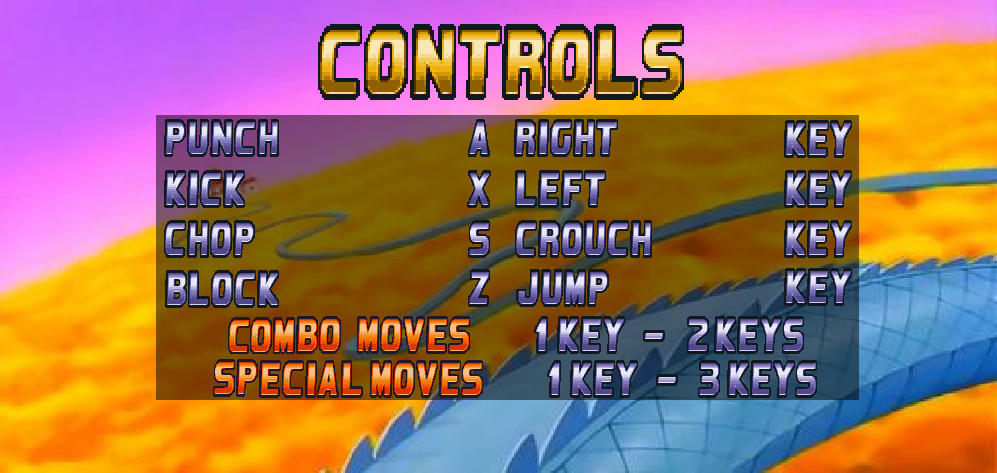 CONTROLS
PUNCH A RIGHT KEY
KICK X LEFT KEY
CHOP S CROUCH KEY
BLOCK Z JUMP KEY
COMBO MOVES 1 KEY - 2 KEYS
SPECIAL MOVES 1 KEY - 3 KEYS